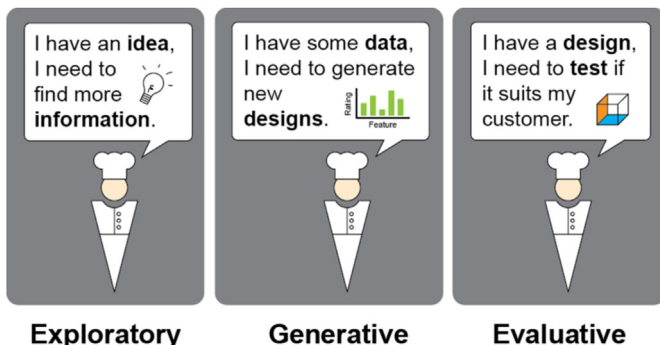 I have an idea,
I need to
find more
information.
I have some data,
I need to generate
new
designs.
Rating
Feature
I have a design,
I need to test if
it suits my
customer.
Exploratory
Generative
Evaluative